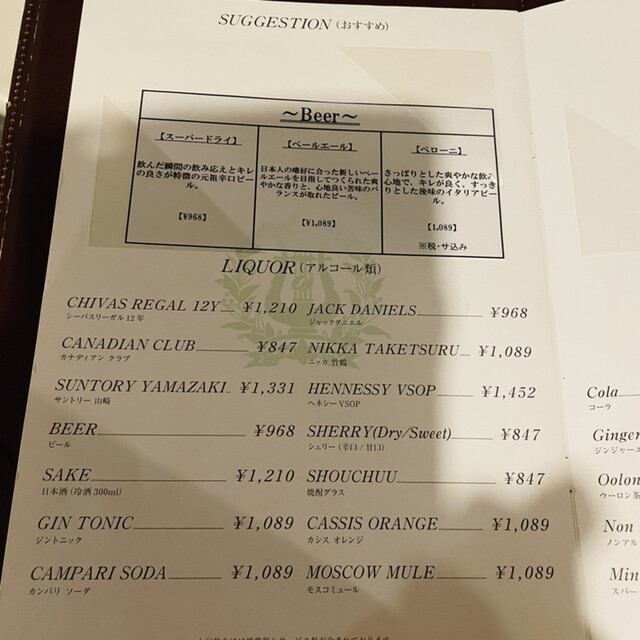 SUGGESTION (おすすめ)
～Beer～
【スーパードライ】
飲んだ瞬間の飲み応えとキレ
の良さが特徴の元祖辛口ビー
ル。
【¥968】
【ペールエール】
日本人の嗜好に合った新しいペー
ルエールを目指してつくられた爽
やかな香りと、心地良い苦味のバ
ランスが取れたビール。
【¥1,089】
【ペローニ】
さっぱりとした爽やかな飲み
心地で、キレが良く、すっき
りとした後味のイタリアビー
ル。
【1,089】
※税・サ込み
LIQUOR (アルコール類)
CHIVAS REGAL 12Y ¥1,210
シーバスリーガル 12 年
CANADIAN CLUB ¥847
カナディアン クラブ
SUNTORY YAMAZAKI ¥1,331
サントリー 山崎
BEER ¥968
ビール
SAKE ¥1,210
日本酒 (冷酒 300ml)
GIN TONIC ¥1,089
ジントニック
CAMPARI SODA ¥1,089
カンパリ ソーダ
JACK DANIELS ¥968
ジャックダニエル
NIKKA TAKETSURU ¥1,089
ニッカ 竹鶴
HENNESSY VSOP ¥1,452
ヘネシー VSOP
SHERRY(Dry/Sweet) ¥847
シェリー (辛口 / 甘口)
SHOUCHUU ¥847
焼酎グラス
CASSIS ORANGE ¥1,089
カシス オレンジ
MOSCOW MULE ¥1,089
モスコミュール
Cola
コーラ
Ginger
ジンジャーエ
Oolon
ウーロン茶
Non
ノンアル
Min
スパー